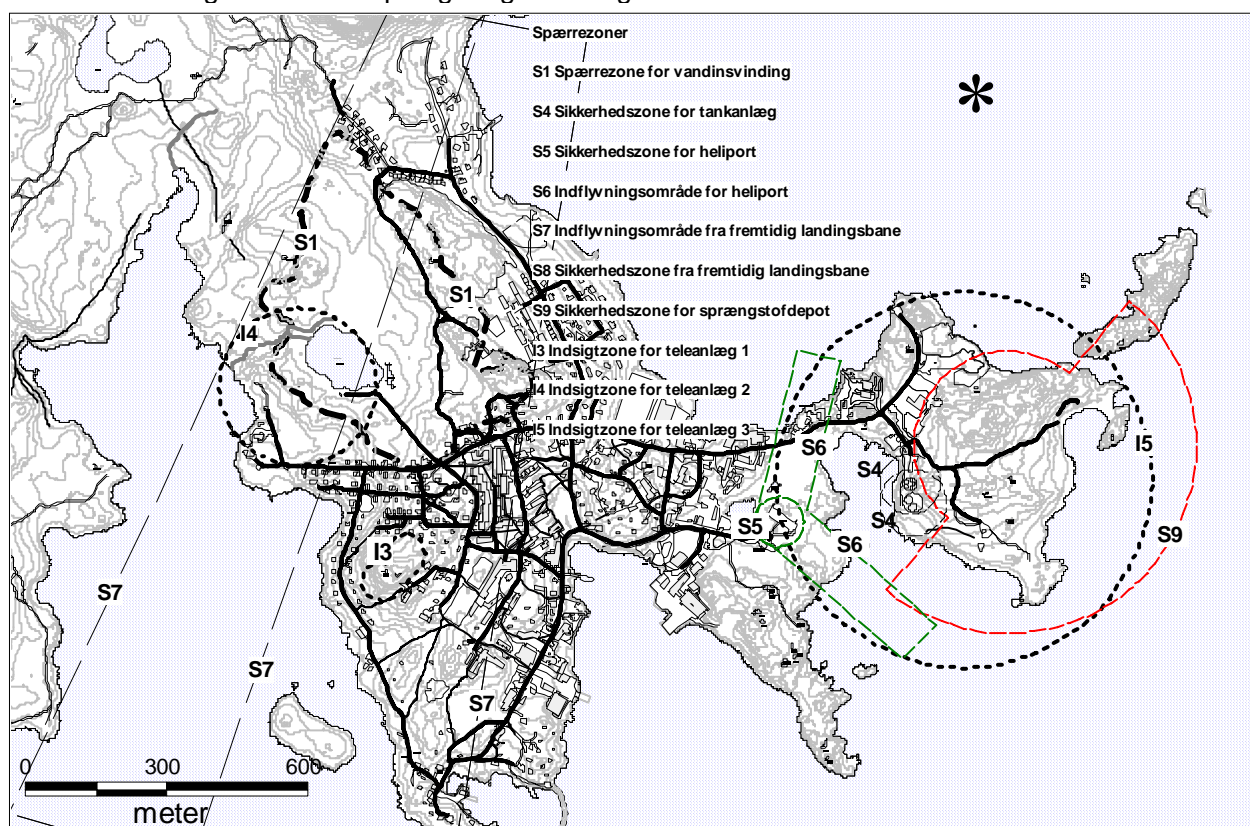 Spærrezoner
S1 Spærrezone for vandinsvinding
S4 Sikkerhedszone for tankanlæg
S5 Sikkerhedszone for heliport
S6 Indflyvningsområde for heliport
S7 Indflyvningsområde fra fremtidig landingsbane
S8 Sikkerhedszone fra fremtidig landingsbane
S9 Sikkerhedszone for sprængstofdepot
I3 Indsigtzone for teleanlæg 1
I4 Indsigtzone for teleanlæg 2
I5 Indsigtzone for teleanlæg 3
*
S1
S1
I4
I5
S6
S4
S4
S5
S6
S9
I3
S7
S7
S7
0 300 600
meter